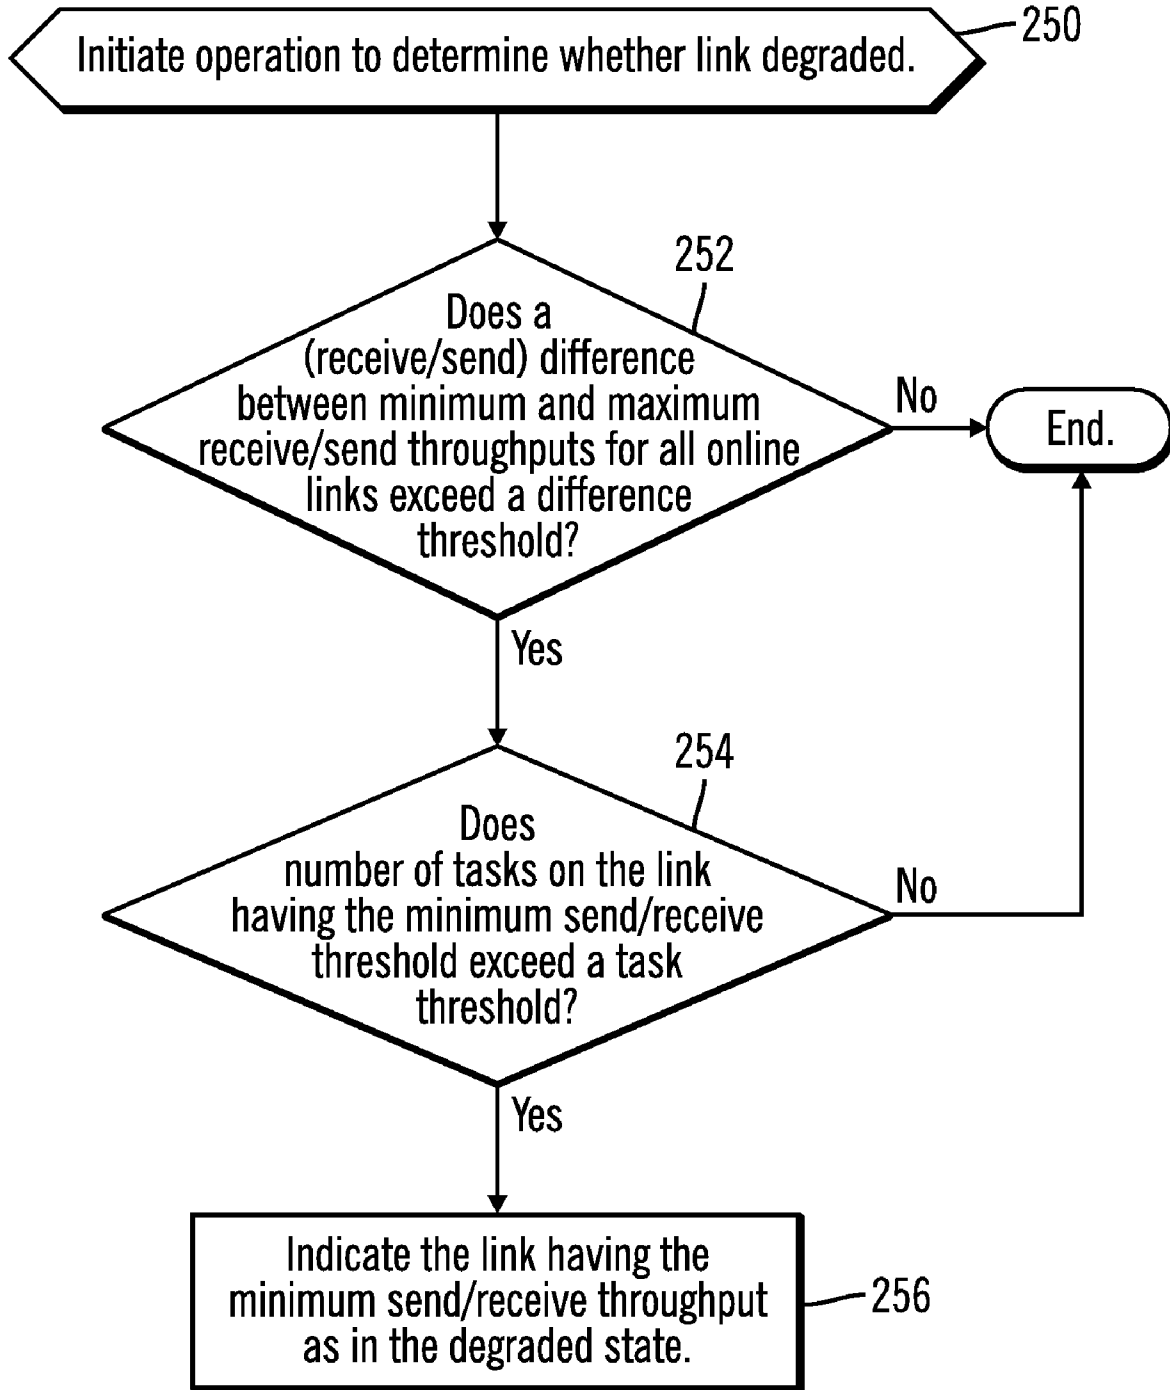 Initiate operation to determine whether link degraded.
250
252
Does a
(receive/send) difference
between minimum and maximum
receive/send throughputs for all online
links exceed a difference
threshold?
No
End.
Yes
254
Does
number of tasks on the link
having the minimum send/receive
threshold exceed a task
threshold?
No
Yes
Indicate the link having the
minimum send/receive throughput
as in the degraded state.
256